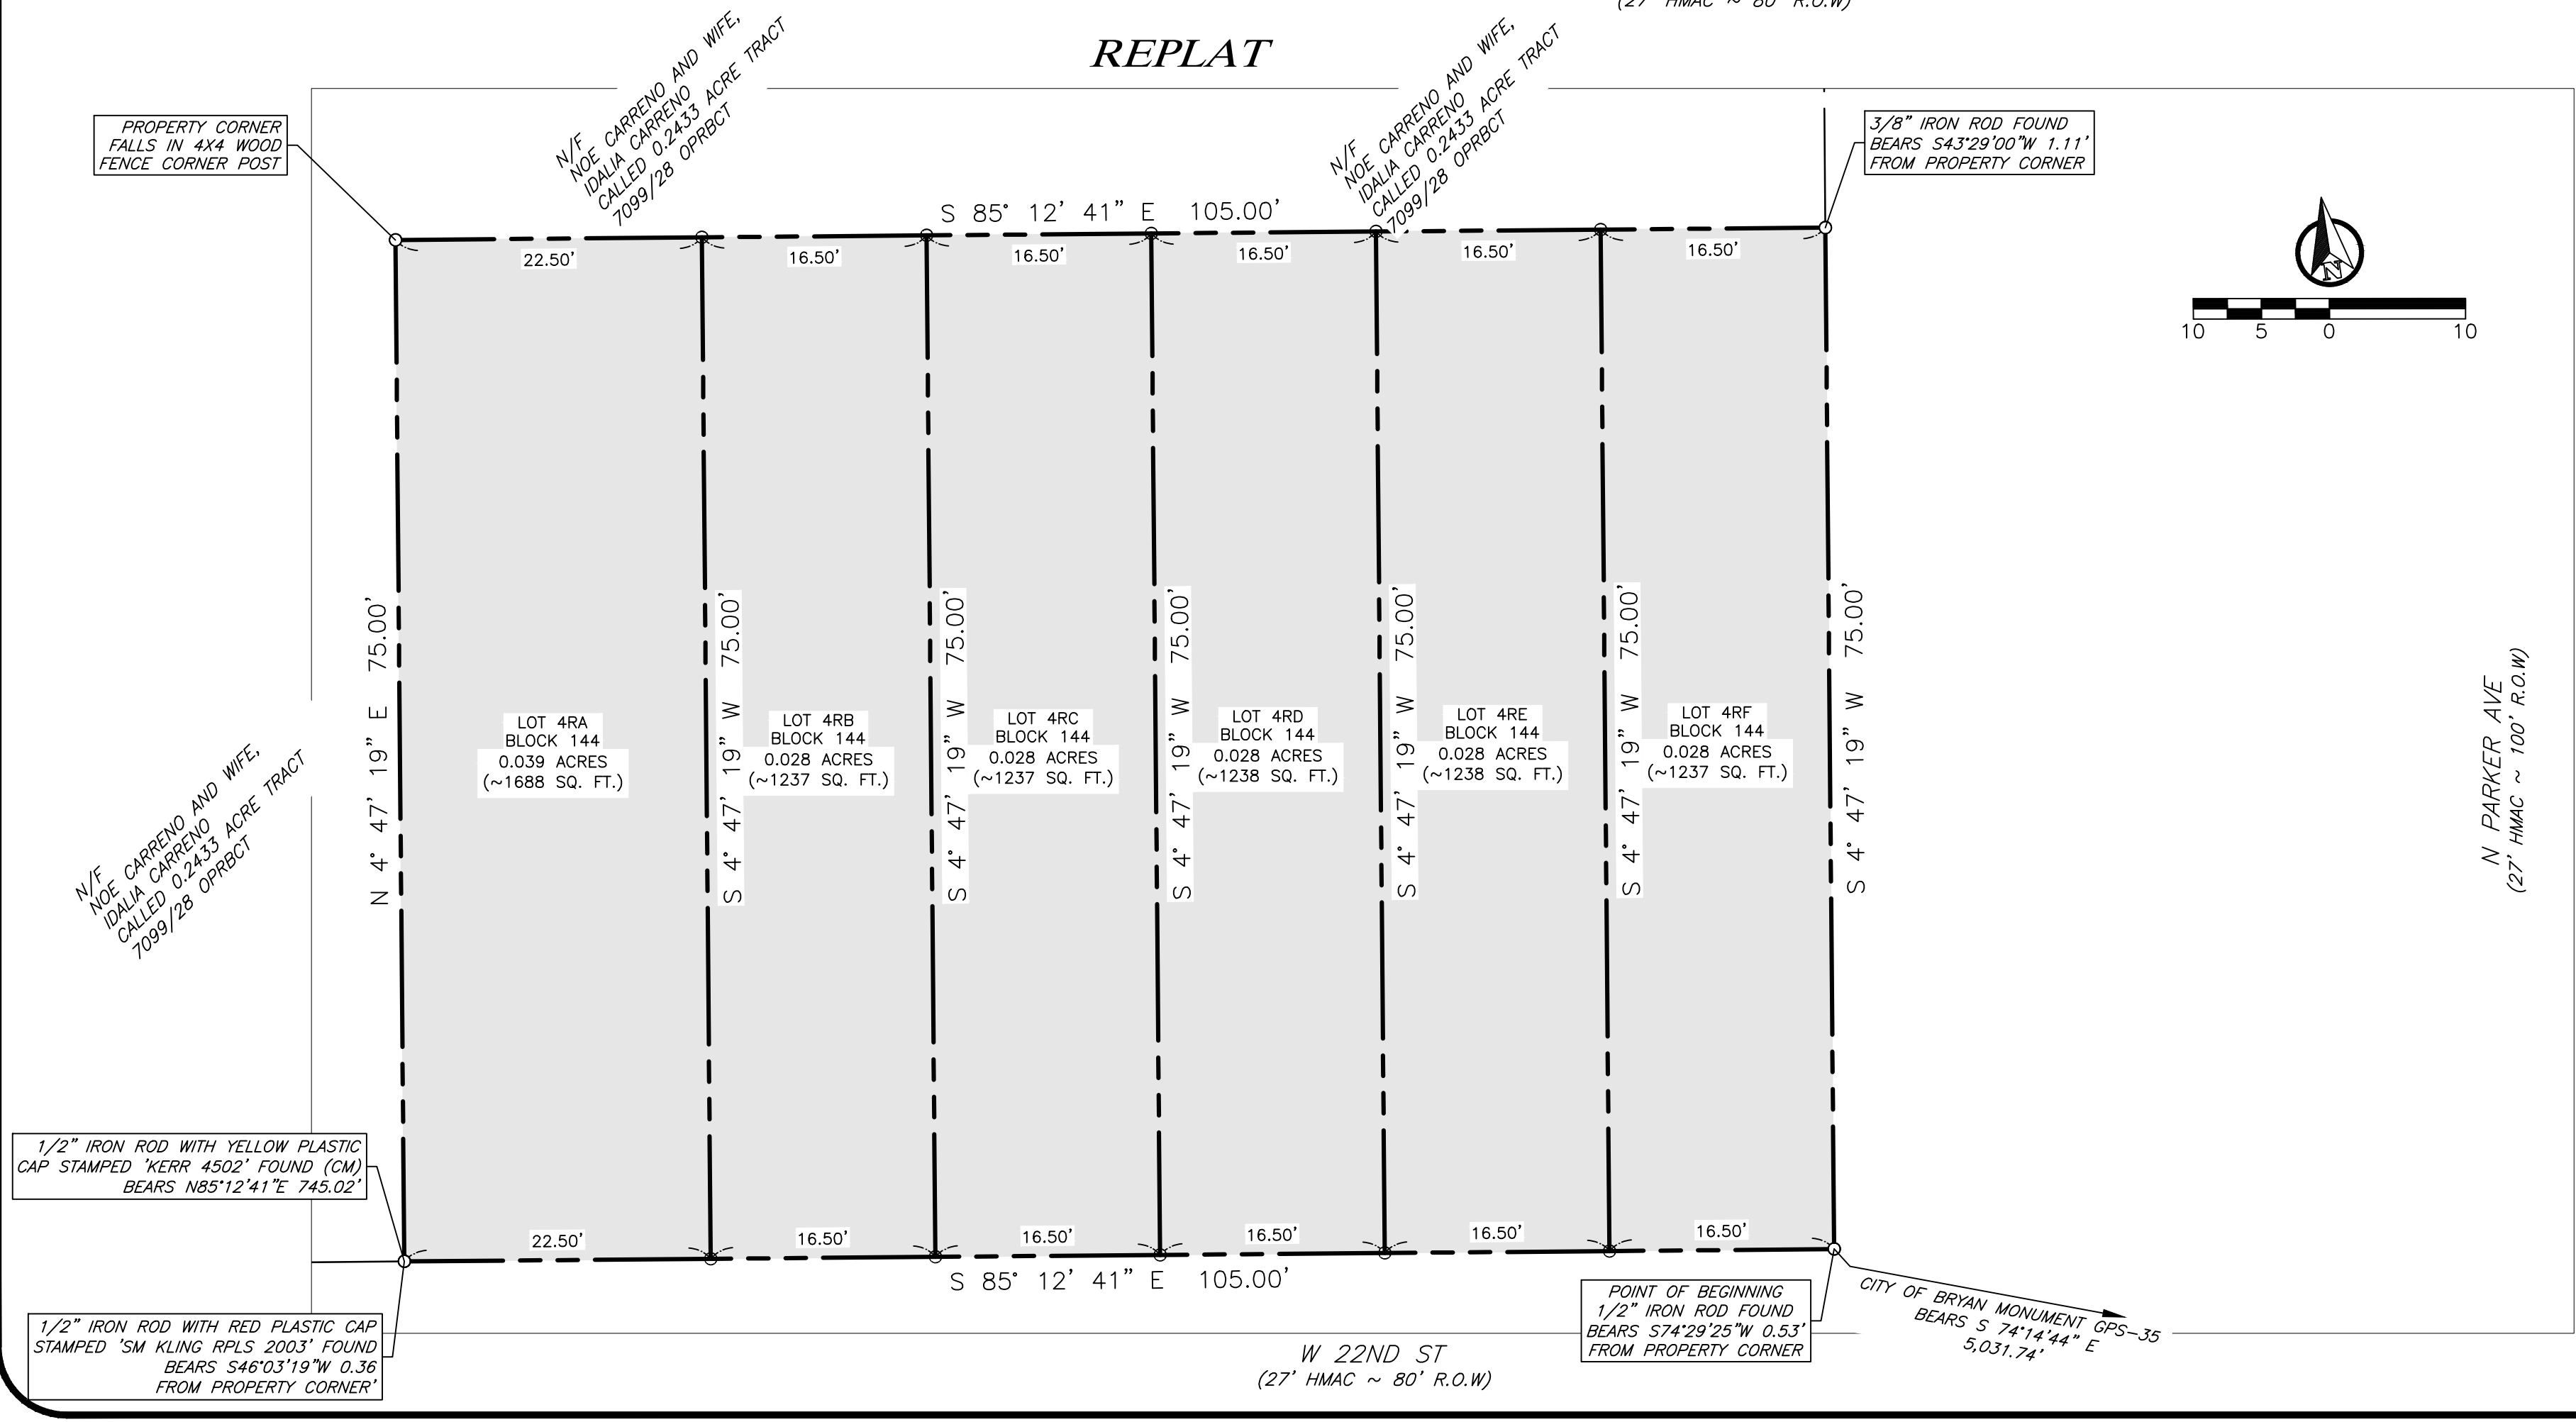 (27' HMAC ~ 80' R.O.W)
REPLAT
N/F
NOE CARRENO AND WIFE,
IDALIA CARRENO
CALLED 0.2433 ACRE TRACT
7099/28 OPRBCT
N/F
NOE CARRENO AND WIFE,
IDALIA CARRENO
CALLED 0.2433 ACRE TRACT
7099/28 OPRBCT
PROPERTY CORNER
FALLS IN 4X4 WOOD
FENCE CORNER POST
3/8" IRON ROD FOUND
BEARS S43°29'00"W 1.11'
FROM PROPERTY CORNER
S 85° 12' 41" E 105.00'
22.50'
16.50'
16.50'
16.50'
16.50'
16.50'
N
10 5 0 10
N 4° 47' 19" E 75.00'
S 4° 47' 19" W 75.00'
S 4° 47' 19" W 75.00'
S 4° 47' 19" W 75.00'
S 4° 47' 19" W 75.00'
S 4° 47' 19" W 75.00'
S 4° 47' 19" W 75.00'
LOT 4RA
BLOCK 144
0.039 ACRES
(~1688 SQ. FT.)
LOT 4RB
BLOCK 144
0.028 ACRES
(~1237 SQ. FT.)
LOT 4RC
BLOCK 144
0.028 ACRES
(~1237 SQ. FT.)
LOT 4RD
BLOCK 144
0.028 ACRES
(~1238 SQ. FT.)
LOT 4RE
BLOCK 144
0.028 ACRES
(~1238 SQ. FT.)
LOT 4RF
BLOCK 144
0.028 ACRES
(~1237 SQ. FT.)
N PARKER AVE
(27' HMAC ~ 100' R.O.W)
N/F
NOE CARRENO AND WIFE,
IDALIA CARRENO
CALLED 0.2433 ACRE TRACT
7099/28 OPRBCT
1/2" IRON ROD WITH YELLOW PLASTIC
CAP STAMPED 'KERR 4502' FOUND (CM)
BEARS N85°12'41"E 745.02'
22.50'
16.50'
16.50'
16.50'
16.50'
16.50'
S 85° 12' 41" E 105.00'
1/2" IRON ROD WITH RED PLASTIC CAP
STAMPED 'SM KLING RPLS 2003' FOUND
BEARS S46°03'19"W 0.36
FROM PROPERTY CORNER'
POINT OF BEGINNING
1/2" IRON ROD FOUND
BEARS S74°29'25"W 0.53'
FROM PROPERTY CORNER
CITY OF BRYAN MONUMENT GPS-35
BEARS S 74°14'44" E
5,031.74'
W 22ND ST
(27' HMAC ~ 80' R.O.W)